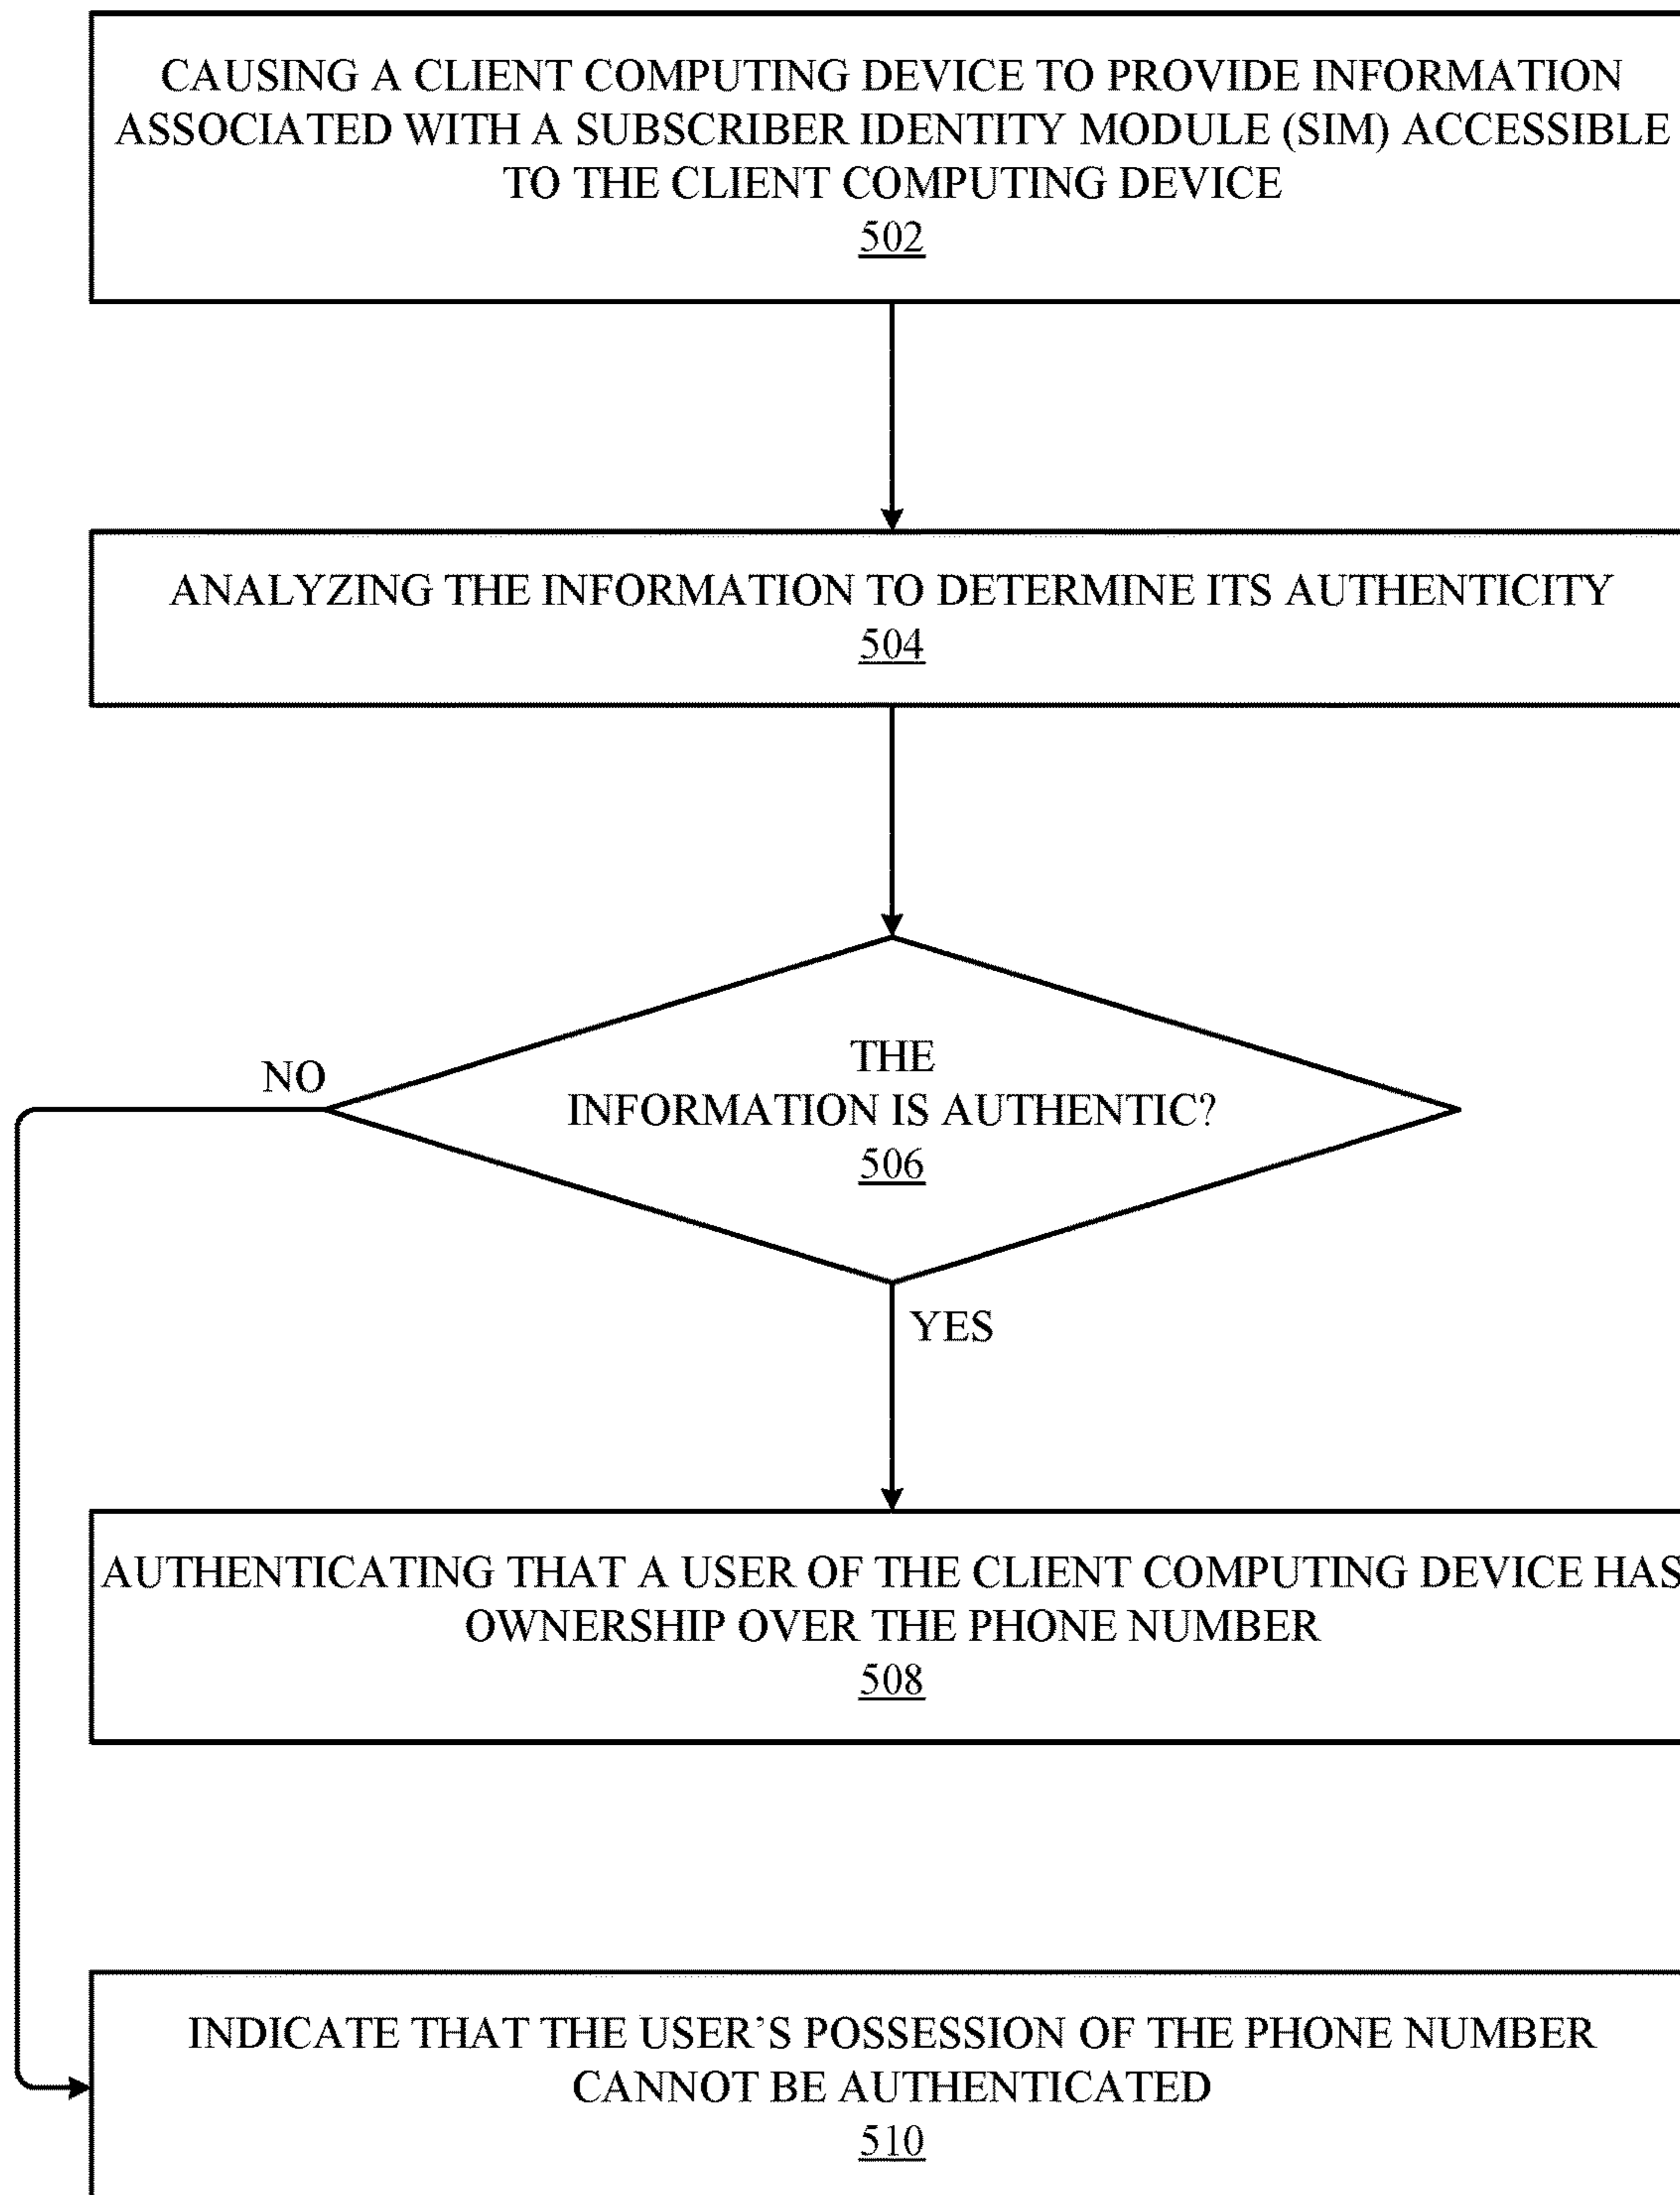 CAUSING A CLIENT COMPUTING DEVICE TO PROVIDE INFORMATION
ASSOCIATED WITH A SUBSCRIBER IDENTITY MODULE (SIM) ACCESSIBLE
TO THE CLIENT COMPUTING DEVICE
502
ANALYZING THE INFORMATION TO DETERMINE ITS AUTHENTICITY
504
NO
THE
INFORMATION IS AUTHENTIC?
506
YES
AUTHENTICATING THAT A USER OF THE CLIENT COMPUTING DEVICE HAS
OWNERSHIP OVER THE PHONE NUMBER
508
INDICATE THAT THE USER’S POSSESSION OF THE PHONE NUMBER
CANNOT BE AUTHENTICATED
510